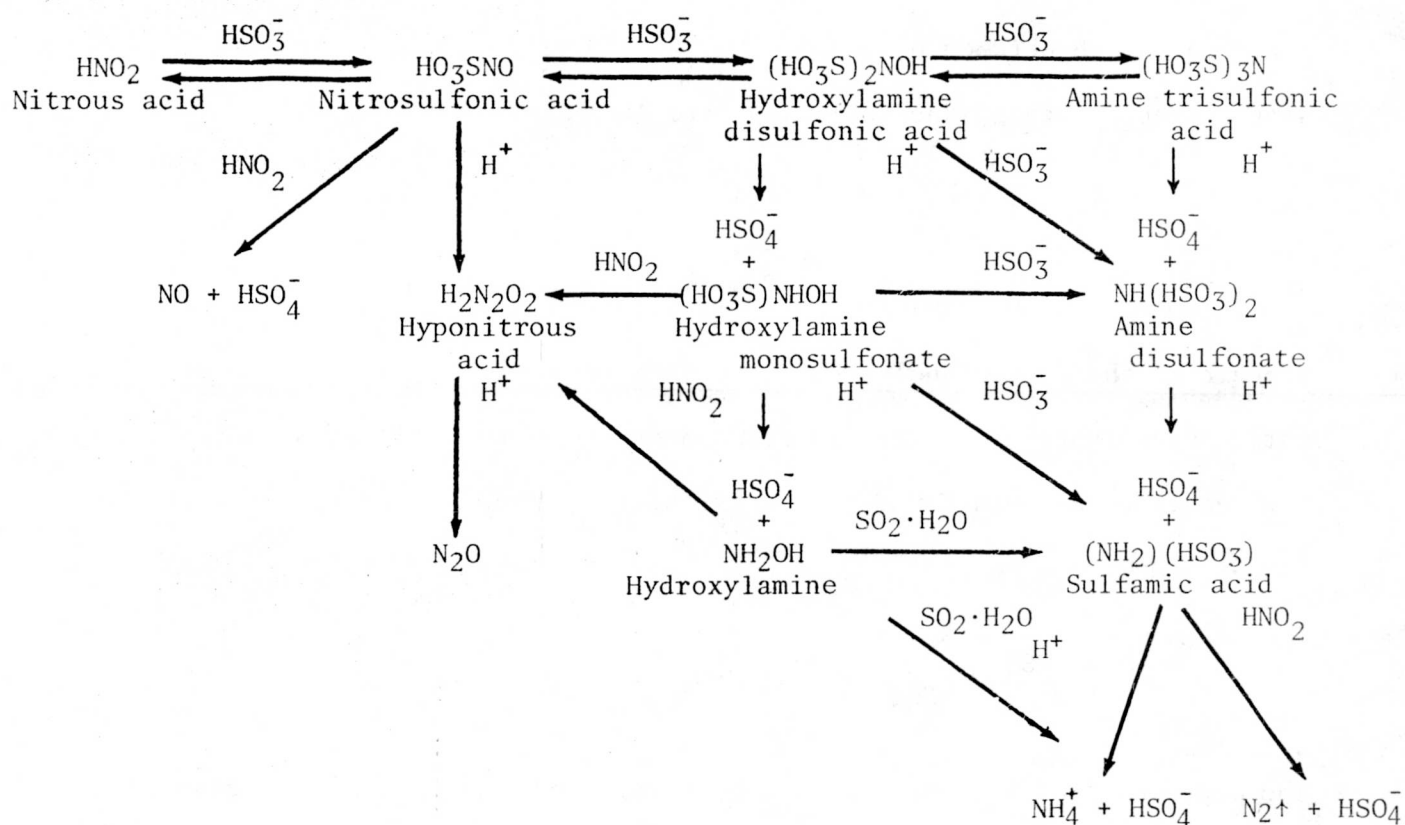 HSO₃⁻ HSO₃⁻ HSO₃⁻
HNO₂ HO₃SNO (HO₃S)₂NOH (HO₃S)₃N
Nitrous acid Nitrosulfonic acid Hydroxylamine Amine trisulfonic
disulfonic acid acid
HNO₂ H⁺ H⁺ HSO₃⁻ H⁺
HSO₄⁻ HSO₄⁻
HNO₂ + HSO₃⁻ +
NO + HSO₄⁻ H₂N₂O₂ (HO₃S)NHOH NH(HSO₃)₂
Hyponitrous Hydroxylamine Amine
acid monosulfonate disulfonate
H⁺ HNO₂ H⁺ HSO₃⁻ H⁺
HSO₄⁻ HSO₄⁻
+ SO₂·H₂O +
N₂O NH₂OH (NH₂)(HSO₃)
Hydroxylamine Sulfamic acid
SO₂·H₂O HNO₂
H⁺
NH₄⁺ + HSO₄⁻ N₂↑ + HSO₄⁻